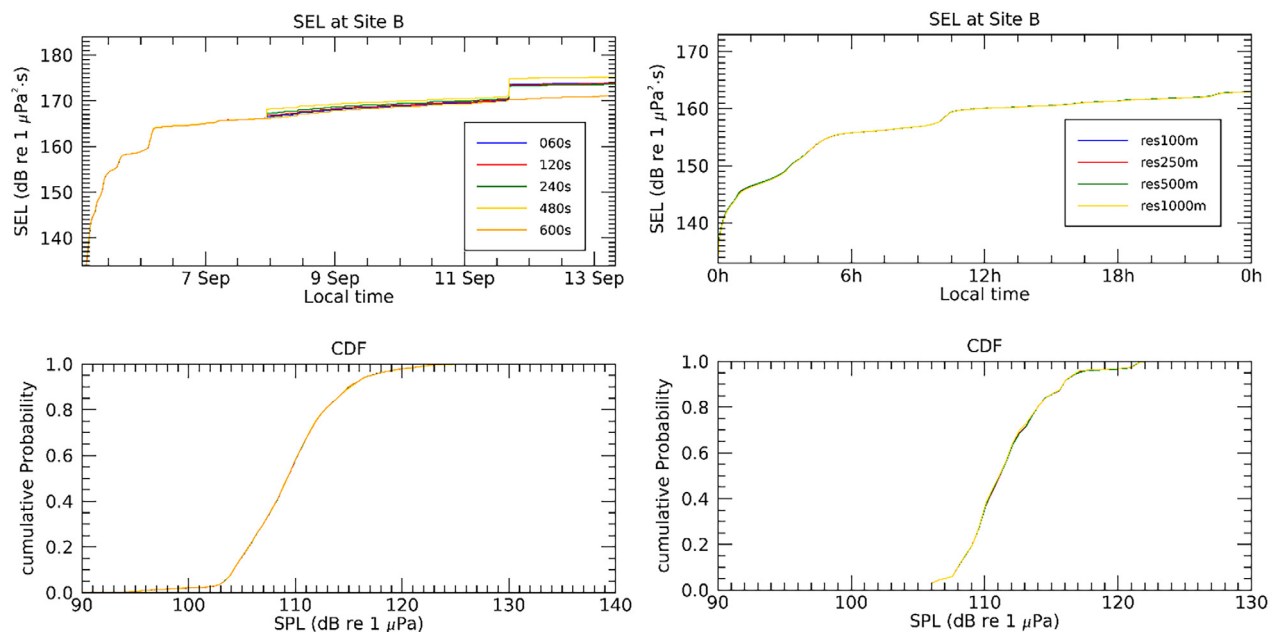 SEL at Site B
SEL (dB re 1 μPa²·s)
180
170
160
150
140
060s
120s
240s
480s
600s
7 Sep
9 Sep
11 Sep
13 Sep
Local time
SEL at Site B
SEL (dB re 1 μPa²·s)
170
160
150
140
res100m
res250m
res500m
res1000m
0h
6h
12h
18h
0h
Local time
CDF
cumulative Probability
1.0
0.8
0.6
0.4
0.2
0.0
90
100
110
120
130
140
SPL (dB re 1 μPa)
CDF
cumulative Probability
1.0
0.8
0.6
0.4
0.2
0.0
90
100
110
120
130
SPL (dB re 1 μPa)